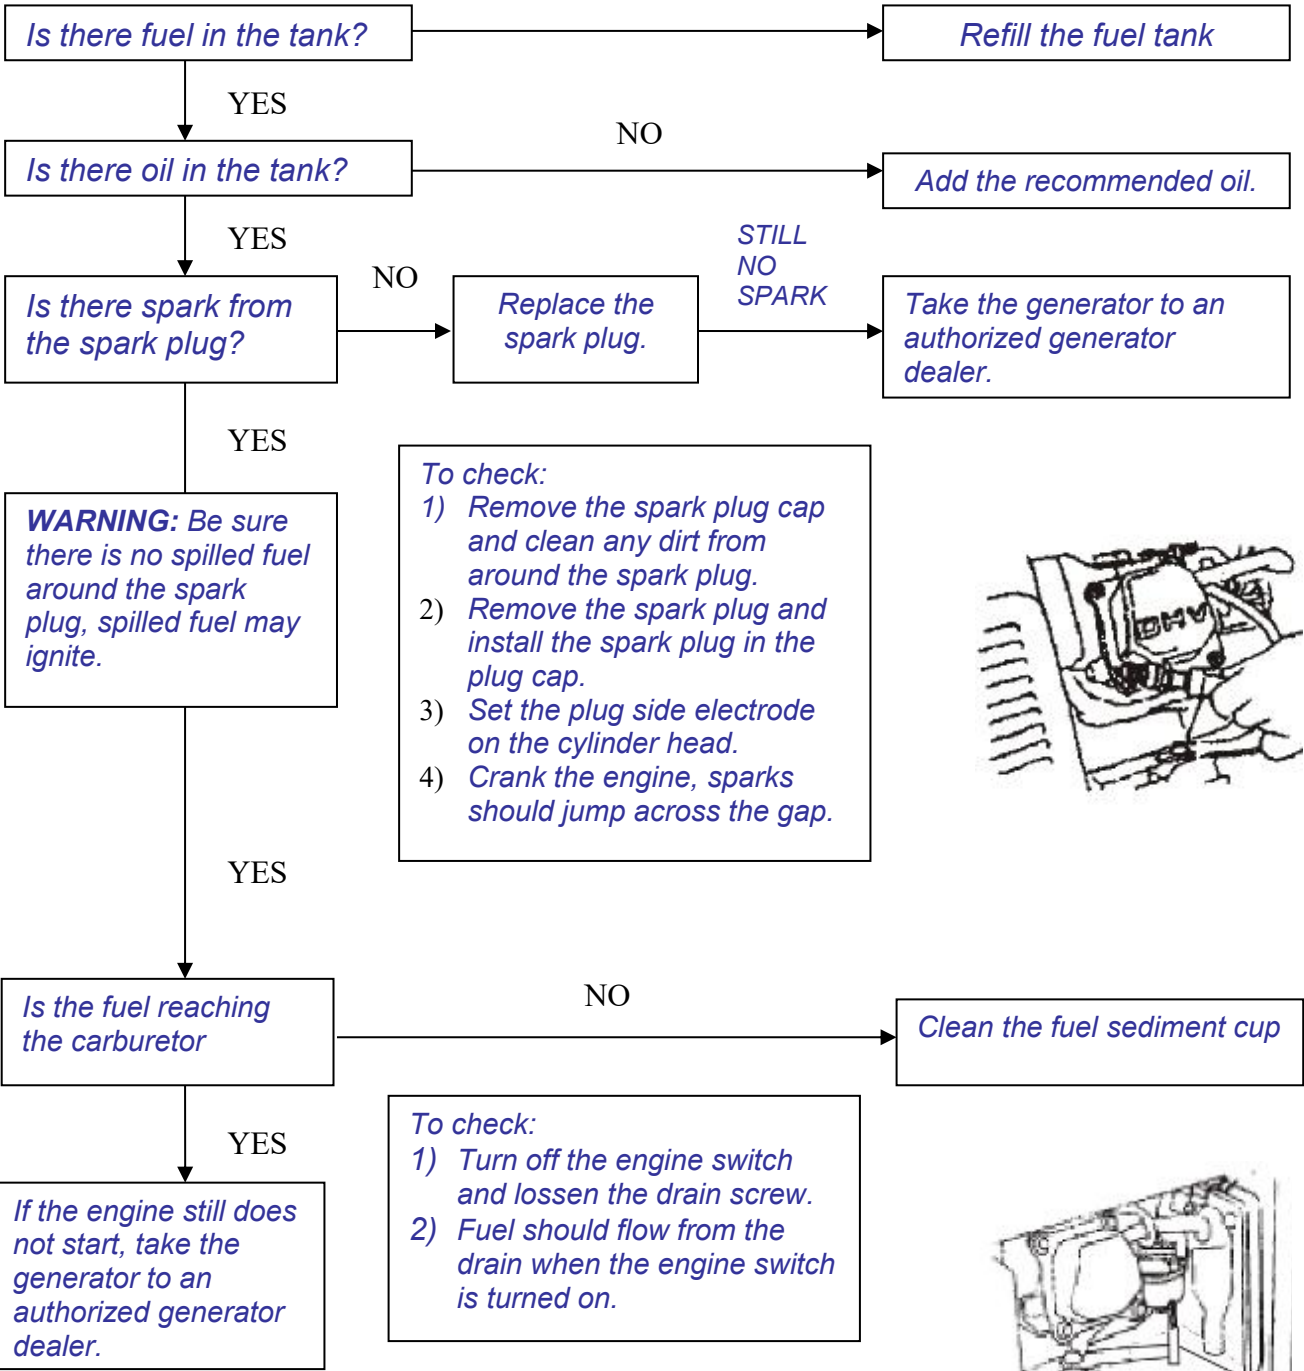 Is there fuel in the tank?
Refill the fuel tank
YES
NO
Is there oil in the tank?
Add the recommended oil.
YES
STILL
NO
SPARK
NO
Is there spark from
the spark plug?
Replace the
spark plug.
Take the generator to an
authorized generator
dealer.
YES
WARNING: Be sure
there is no spilled fuel
around the spark
plug, spilled fuel may
ignite.
To check:
1) Remove the spark plug cap
and clean any dirt from
around the spark plug.
2) Remove the spark plug and
install the spark plug in the
plug cap.
3) Set the plug side electrode
on the cylinder head.
4) Crank the engine, sparks
should jump across the gap.
OHV
YES
Is the fuel reaching
the carburetor
NO
Clean the fuel sediment cup
YES
To check:
1) Turn off the engine switch
and lossen the drain screw.
2) Fuel should flow from the
drain when the engine switch
is turned on.
If the engine still does
not start, take the
generator to an
authorized generator
dealer.